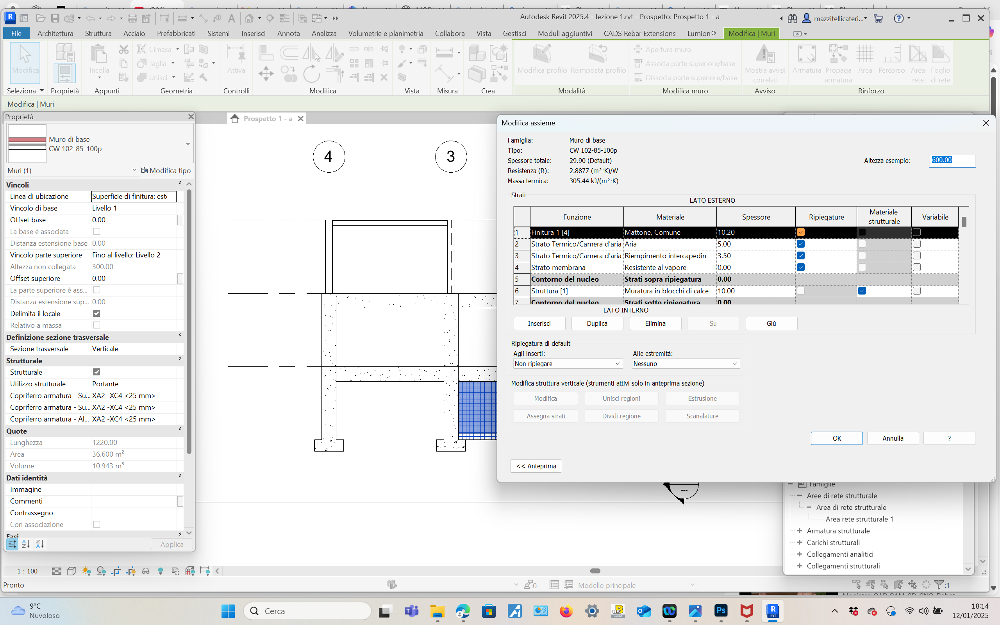 Autodesk Revit 2025.4 - lezione 1.rvt - Prospetto: Prospetto 1 - a
mazzitellicateri...
File Architettura Struttura Acciaio Prefabbricati Sistemi Inserisci Annota Analizza Volumetrie e planimetria Collabora Vista Gestisci Moduli aggiuntivi CADS Rebar Extensions Lumion® Modifica | Muri
Cimasa
Taglia
Unisci
Modifica
Incolla
Attiva
Modifica profilo Reimposta profilo
Apertura muro
Associa parte superiore/base
Dissocia parte superiore/base
Mostra avvisi
correlati
Armatura
Propaga
armatura
Area
Percorso
Area
rete
Foglio
di rete
Seleziona Proprietà Appunti Geometria Controlli Modifica Vista Misura Crea Modalità Modifica muro Avviso Rinforzo
Modifica | Muri
Proprietà
Muro di base
CW 102-85-100p
Muri (1) Modifica tipo
Vincoli
Linea di ubicazione Superficie di finitura: este
Vincolo di base Livello 1
Offset base 0.00
La base è associata
Distanza estensione base 0.00
Vincolo parte superiore Fino al livello: Livello 2
Altezza non collegata 300.00
Offset superiore 0.00
La parte superiore è ass...
Distanza estensione sup... 0.00
Delimita il locale
Relativo a massa
Definizione sezione trasversale
Sezione trasversale Verticale
Strutturale
Strutturale
Utilizzo strutturale Portante
Copriferro armatura - Su... XA2 -XC4 <25 mm>
Copriferro armatura - Su... XA2 -XC4 <25 mm>
Copriferro armatura - Al... XA2 -XC4 <25 mm>
Quote
Lunghezza 1220.00
Area 36.600 m²
Volume 10.943 m³
Dati identità
Immagine
Commenti
Contrassegno
Con associazione
Fasi
Applica
Prospetto 1 - a
4
3
Modifica assieme
Famiglia: Muro di base
Tipo: CW 102-85-100p
Spessore totale: 29.90 (Default)
Resistenza (R): 2.8877 (m²·K)/W
Massa termica: 305.44 kJ/(m²·K)
Altezza esempio: 600.00
Strati
LATO ESTERNO
Funzione Materiale Spessore Ripiegature Materiale strutturale Variabile
1 Finitura 1 [4] Mattone, Comune 10.20
2 Strato Termico/Camera d'aria Aria 5.00
3 Strato Termico/Camera d'aria Riempimento intercapedin 3.50
4 Strato membrana Resistente al vapore 0.00
5 Contorno del nucleo Strati sopra ripiegatura 0.00
6 Struttura [1] Muratura in blocchi di calce 10.00
7 Contorno del nucleo Strati sotto ripiegatura 0.00
LATO INTERNO
Inserisci Duplica Elimina Su Giù
Ripiegatura di default
Agli inserti: Alle estremità:
Non ripiegare Nessuno
Modifica struttura verticale (strumenti attivi solo in anteprima sezione)
Modifica Unisci regioni Estrusione
Assegna strati Dividi regione Scanalature
OK Annulla ?
<< Anteprima
---
Famiglie
Aree di rete strutturale
Area di rete strutturale
Area rete strutturale 1
Armatura strutturale
Carichi strutturali
Collegamenti analitici
Collegamenti strutturali
1 : 100
Pronto
:0
Modello principale
:1
9°C
Nuvoloso
Cerca
18:14
12/01/2025